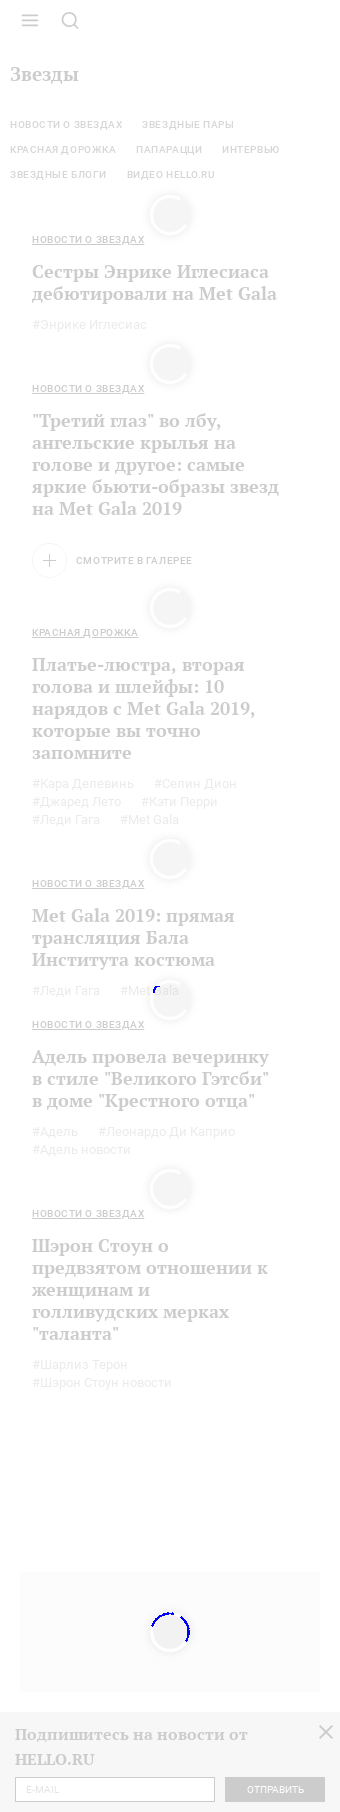 Звезды
НОВОСТИ О ЗВЕЗДАХ ЗВЕЗДНЫЕ ПАРЫ
КРАСНАЯ ДОРОЖКА ПАПАРАЦЦИ ИНТЕРВЬЮ
ЗВЕЗДНЫЕ БЛОГИ ВИДЕО HELLO.RU
НОВОСТИ О ЗВЕЗДАХ
Сестры Энрике Иглесиаса
дебютировали на Met Gala
#Энрике Иглесиас
НОВОСТИ О ЗВЕЗДАХ
"Третий глаз" во лбу,
ангельские крылья на
голове и другое: самые
яркие бьюти-образы звезд
на Met Gala 2019
СМОТРИТЕ В ГАЛЕРЕЕ
КРАСНАЯ ДОРОЖКА
Платье-люстра, вторая
голова и шлейфы: 10
нарядов с Met Gala 2019,
которые вы точно
запомните
#Кара Делевинь #Селин Дион
#Джаред Лето #Кэти Перри
#Леди Гага #Met Gala
НОВОСТИ О ЗВЕЗДАХ
Met Gala 2019: прямая
трансляция Бала
Института костюма
#Леди Гага #Met Gala
НОВОСТИ О ЗВЕЗДАХ
Адель провела вечеринку
в стиле "Великого Гэтсби"
в доме "Крестного отца"
#Адель #Леонардо Ди Каприо
#Адель новости
НОВОСТИ О ЗВЕЗДАХ
Шэрон Стоун о
предвзятом отношении к
женщинам и
голливудских мерках
"таланта"
#Шарлиз Терон
#Шэрон Стоун новости
Подпишитесь на новости от
HELLO.RU
E-MAIL ОТПРАВИТЬ